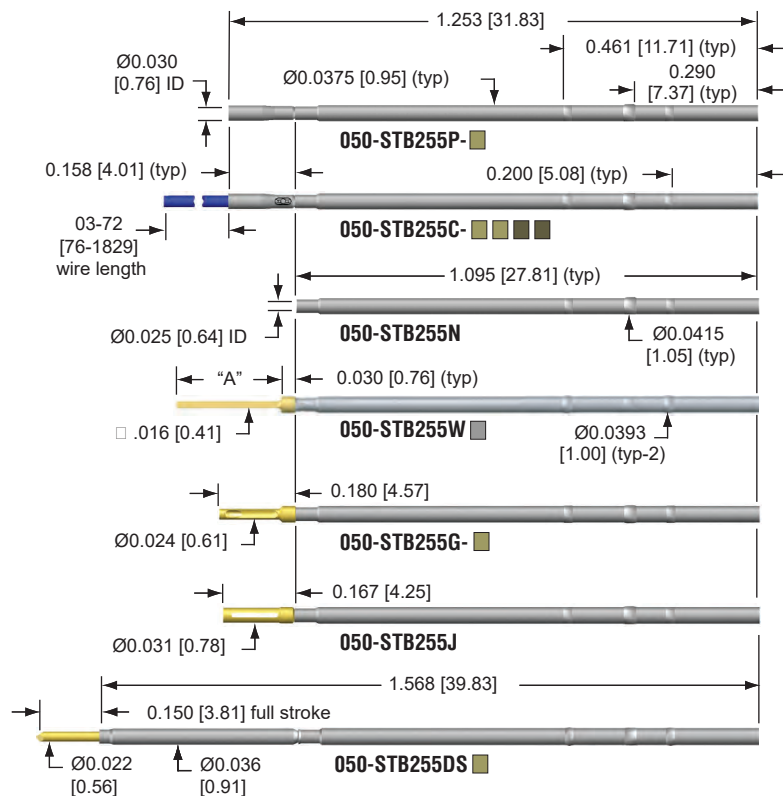 1.253 [31.83]
0.461 [11.71] (typ)
Ø0.030
[0.76] ID
Ø0.0375 [0.95] (typ)
0.290
[7.37] (typ)
050-STB255P-
0.158 [4.01] (typ)
0.200 [5.08] (typ)
03-72
[76-1829]
wire length
050-STB255C-
1.095 [27.81] (typ)
Ø0.025 [0.64] ID
050-STB255N
Ø0.0415
[1.05] (typ)
“A”
0.030 [0.76] (typ)
□ .016 [0.41]
050-STB255W
Ø0.0393
[1.00] (typ-2)
0.180 [4.57]
Ø0.024 [0.61]
050-STB255G-
0.167 [4.25]
Ø0.031 [0.78]
050-STB255J
1.568 [39.83]
0.150 [3.81] full stroke
Ø0.022
[0.56]
Ø0.036
[0.91]
050-STB255DS